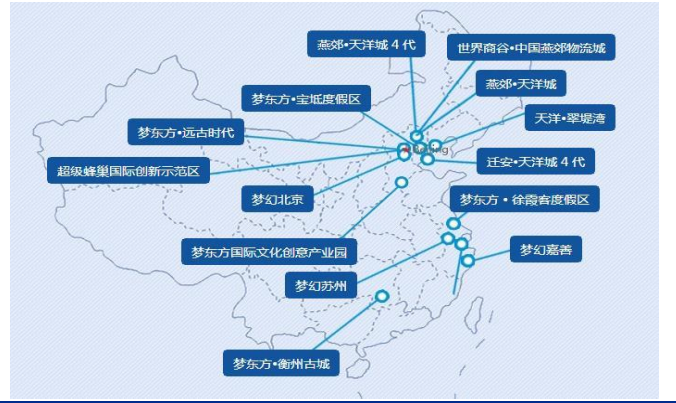 燕郊•天洋城 4 代
世界商谷•中国燕郊物流城
燕郊•天洋城
梦东方•宝坻度假区
天洋•翠堤湾
梦东方•远古时代
Beijing
超级蜂巢国际创新示范区
迁安•天洋城 4 代
梦幻北京
梦东方·徐霞客度假区
梦东方国际文化创意产业园
梦幻嘉善
梦幻苏州
梦东方•衡州古城